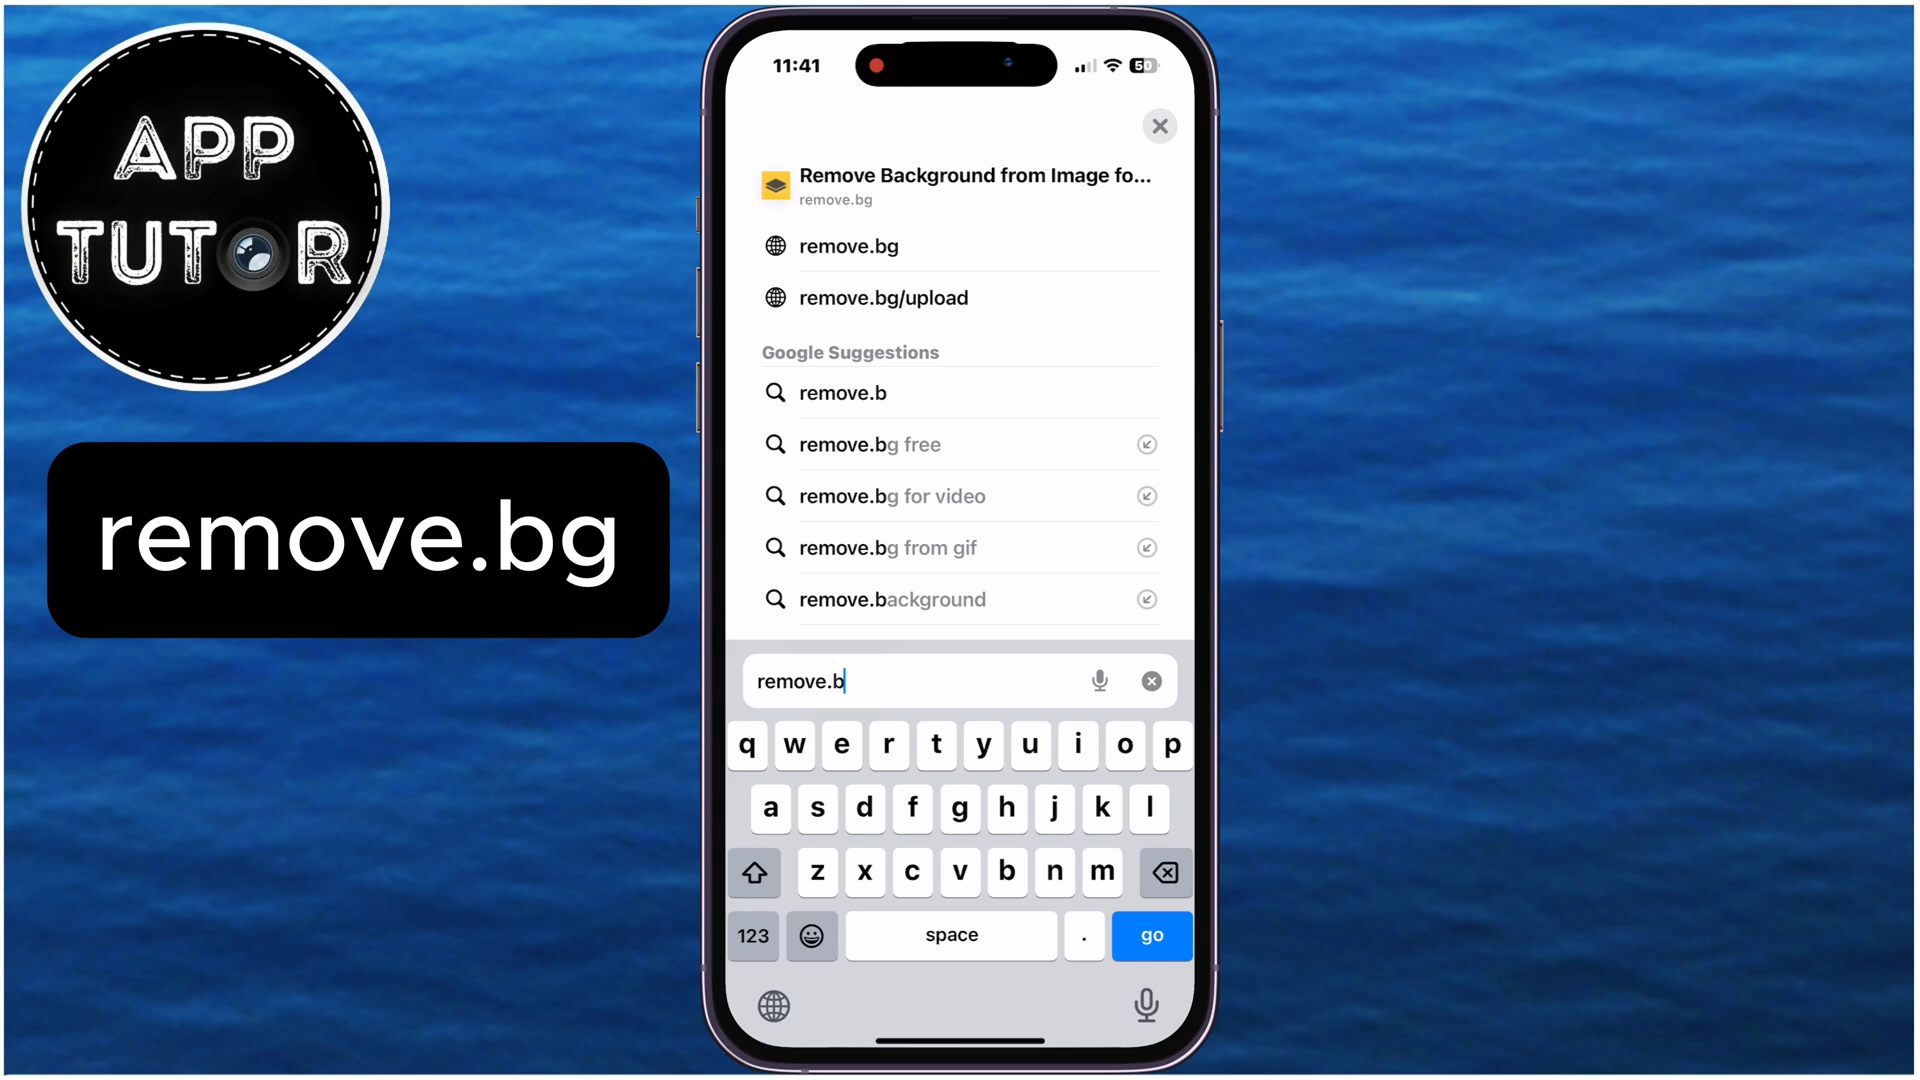 APP
TUTOR
remove.bg
11:41
50
Remove Background from Image fo...
remove.bg
remove.bg
remove.bg/upload
Google Suggestions
remove.b
remove.bg free
remove.bg for video
remove.bg from gif
remove.background
remove.b
q w e r t y u i o p
a s d f g h j k l
z x c v b n m
123 space . go